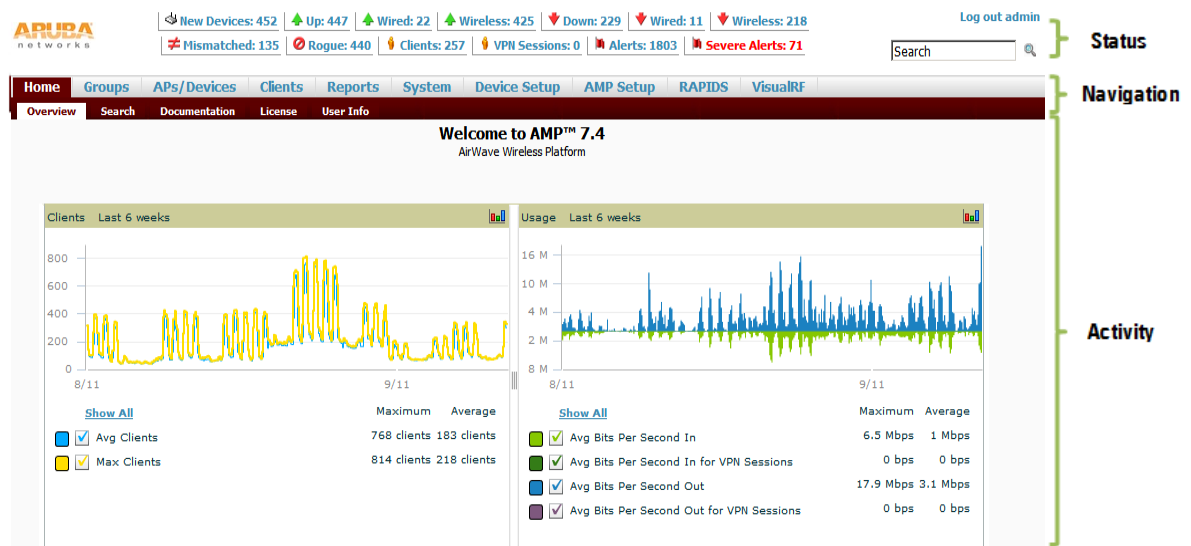 New Devices: 452 Up: 447 Wired: 22 Wireless: 425 Down: 229 Wired: 11 Wireless: 218
Log out admin
ARUBA
networks
Mismatched: 135 Rogue: 440 Clients: 257 VPN Sessions: 0 Alerts: 1803 Severe Alerts: 71
Search
Status
Home Groups APs/Devices Clients Reports System Device Setup AMP Setup RAPIDS VisualRF
Navigation
Overview Search Documentation License User Info
Welcome to AMP™ 7.4
AirWave Wireless Platform
Clients Last 6 weeks
800
600
400
200
0
8/11 9/11
Show All Maximum Average
Avg Clients 768 clients 183 clients
Max Clients 814 clients 218 clients
Usage Last 6 weeks
16 M
10 M
4 M
2 M
8 M
8/11 9/11
Show All Maximum Average
Avg Bits Per Second In 6.5 Mbps 1 Mbps
Avg Bits Per Second In for VPN Sessions 0 bps 0 bps
Avg Bits Per Second Out 17.9 Mbps 3.1 Mbps
Avg Bits Per Second Out for VPN Sessions 0 bps 0 bps
Activity